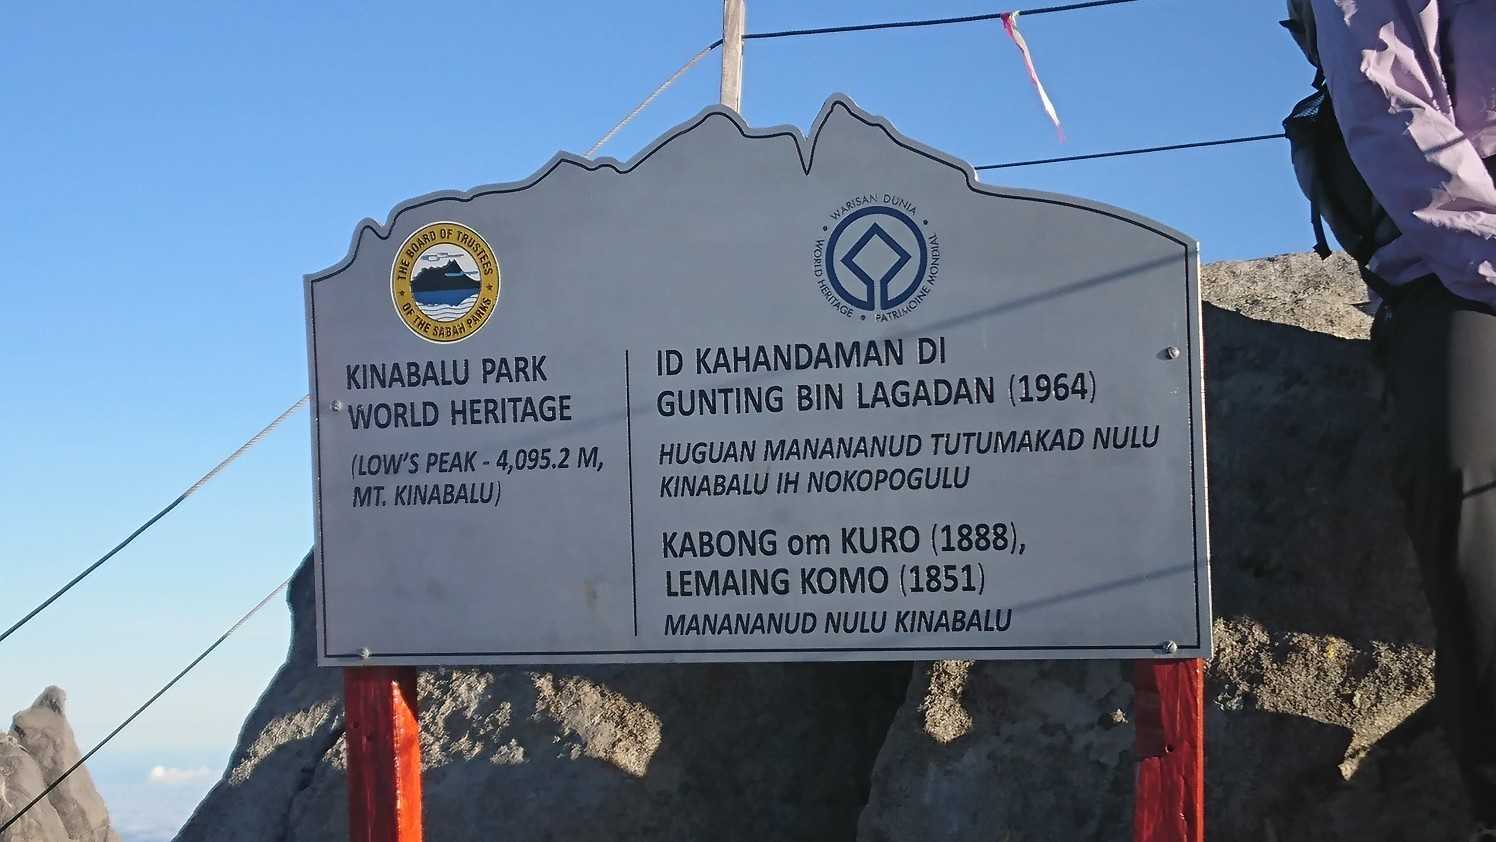 THE BOARD OF TRUSTEES
OF THE SABAH PARKS
WARISAN DUNIA
WORLD HERITAGE
PATRIMOINE MONDIAL
KINABALU PARK
WORLD HERITAGE
(LOW'S PEAK - 4,095.2 M,
MT. KINABALU)
ID KAHANDAMAN DI
GUNTING BIN LAGADAN (1964)
HUGUAN MANANANUD TUTUMAKAD NULU
KINABALU IH NOKOPOGULU
KABONG om KURO (1888),
LEMAING KOMO (1851)
MANANANUD NULU KINABALU